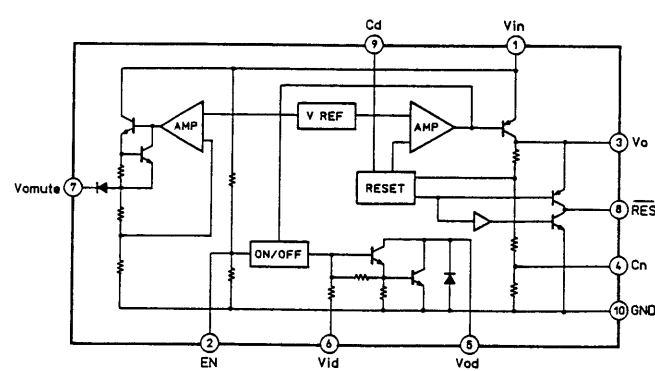 Cd
Vin
9
1
AMP
V REF
AMP
3 Vo
RESET
Vomute 7
8 RES
ON/OFF
4 Cn
10 GND
2
6
5
EN
Vid
Vod